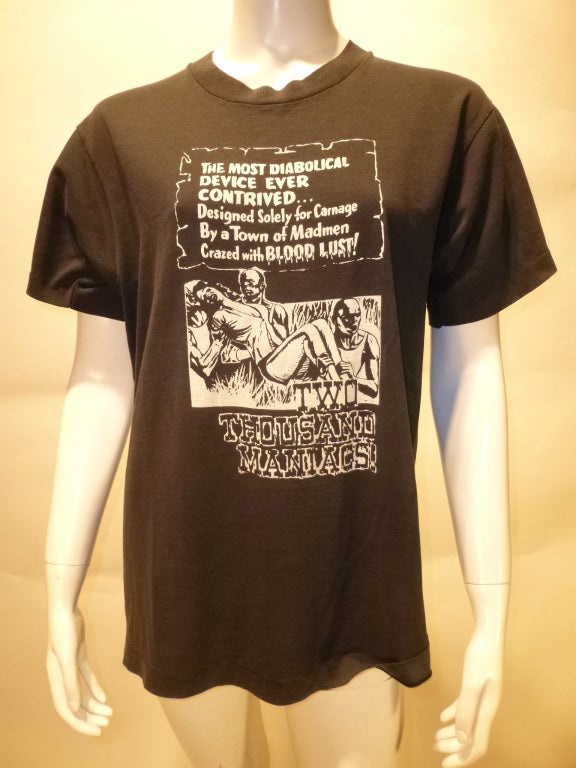 THE MOST DIABOLICAL
DEVICE EVER
CONTRIVED...
Designed Solely for Carnage
By a Town of Madmen
Crazed with BLOOD LUST!
TWO
THOUSAND
MANIACS!